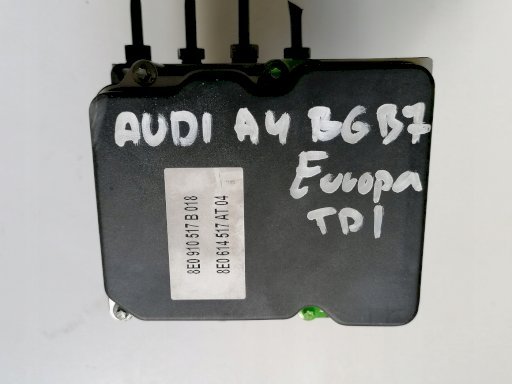 AUDI A4 B6 B7
Europa
TDI
8E0 910 517 B 018
8E0 614 517 AT 04